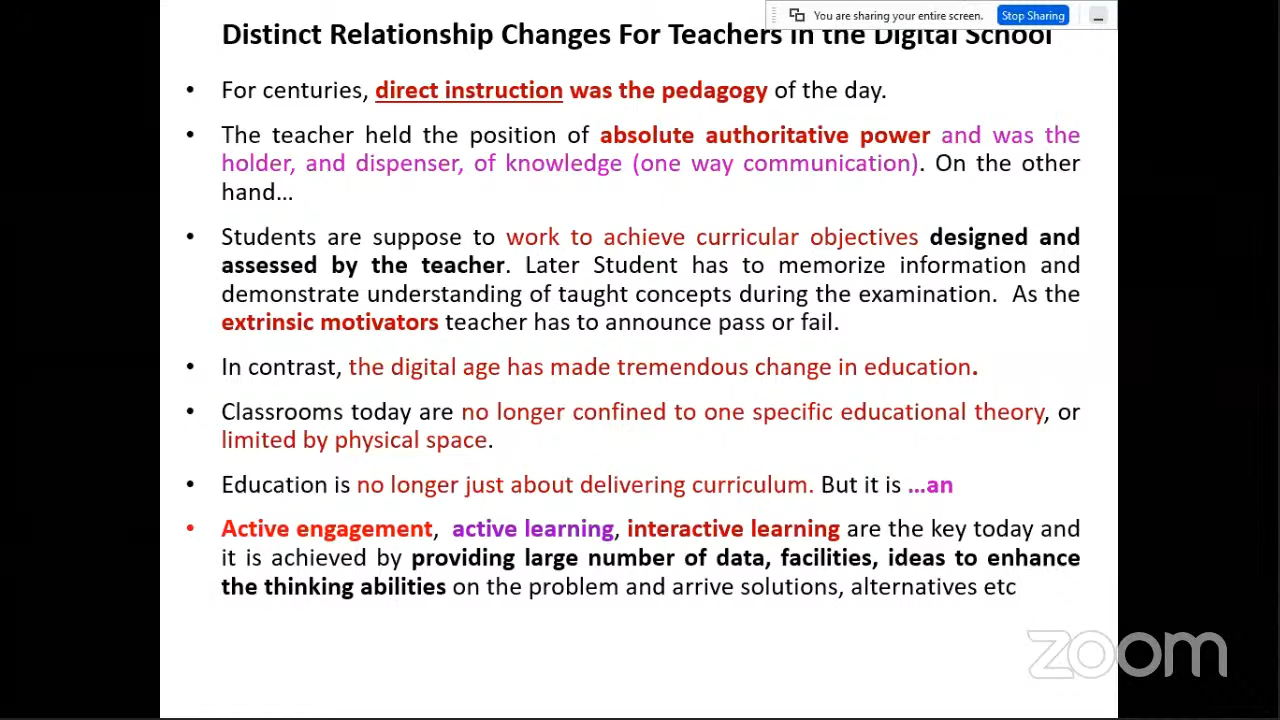 You are sharing your entire screen. Stop Sharing
Distinct Relationship Changes For Teachers In the Digital School
• For centuries, direct instruction was the pedagogy of the day.
• The teacher held the position of absolute authoritative power and was the
holder, and dispenser, of knowledge (one way communication). On the other
hand…
• Students are suppose to work to achieve curricular objectives designed and
assessed by the teacher. Later Student has to memorize information and
demonstrate understanding of taught concepts during the examination. As the
extrinsic motivators teacher has to announce pass or fail.
• In contrast, the digital age has made tremendous change in education.
• Classrooms today are no longer confined to one specific educational theory, or
limited by physical space.
• Education is no longer just about delivering curriculum. But it is …an
• Active engagement, active learning, interactive learning are the key today and
it is achieved by providing large number of data, facilities, ideas to enhance
the thinking abilities on the problem and arrive solutions, alternatives etc
zoom